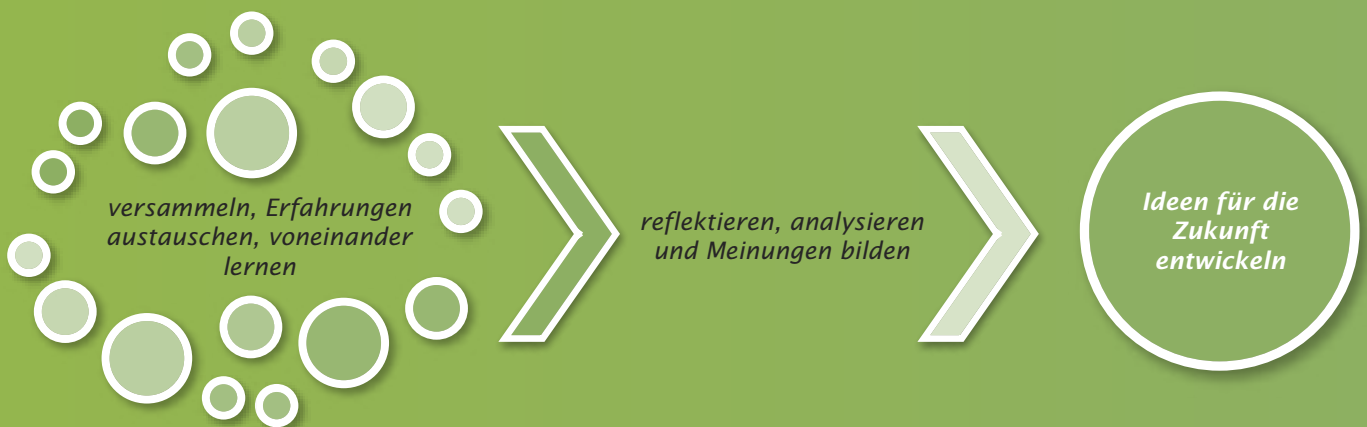 versammeln, Erfahrungen
austauschen, voneinander
lernen
reflektieren, analysieren
und Meinungen bilden
Ideen für die
Zukunft
entwickeln